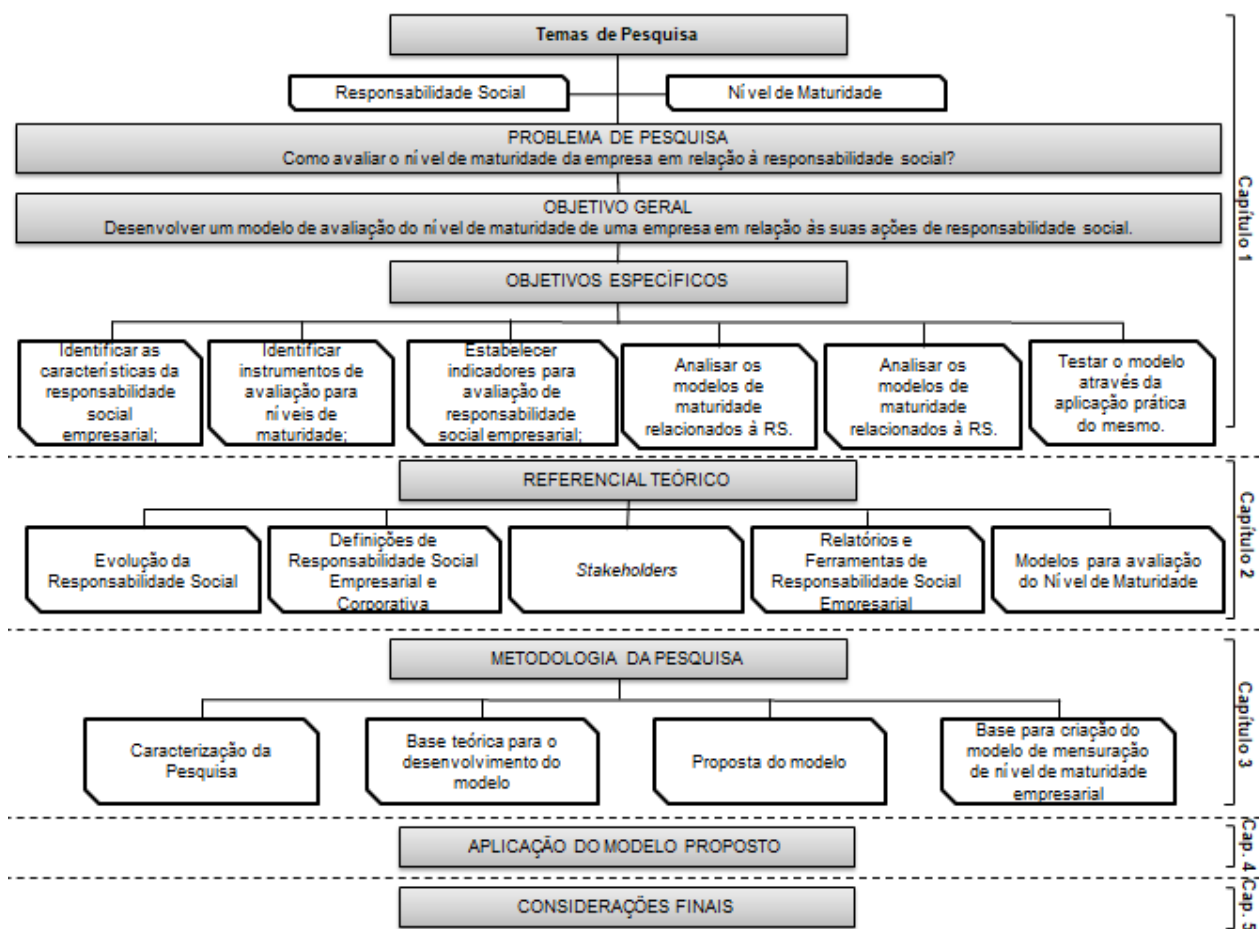 Temas de Pesquisa
Responsabilidade Social
Nível de Maturidade
PROBLEMA DE PESQUISA
Como avaliar o nível de maturidade da empresa em relação à responsabilidade social?
OBJETIVO GERAL
Desenvolver um modelo de avaliação do nível de maturidade de uma empresa em relação às suas ações de responsabilidade social.
OBJETIVOS ESPECÍFICOS
Identificar as
características da
responsabilidade
social
empresarial;
Identificar
instrumentos de
avaliação para
níveis de
maturidade;
Estabelecer
indicadores para
avaliação de
responsabilidade
social empresarial;
Analisar os
modelos de
maturidade
relacionados à RS.
Analisar os
modelos de
maturidade
relacionados à RS.
Testar o modelo
através da
aplicação prática
do mesmo.
Capítulo 1
REFERENCIAL TEÓRICO
Evolução da
Responsabilidade Social
Definições de
Responsabilidade Social
Empresarial e
Corporativa
Stakeholders
Relatórios e
Ferramentas de
Responsabilidade Social
Empresarial
Modelos para avaliação
do Nível de Maturidade
Capítulo 2
METODOLOGIA DA PESQUISA
Caracterização da
Pesquisa
Base teórica para o
desenvolvimento do
modelo
Proposta do modelo
Base para criação do
modelo de mensuração
de nível de maturidade
empresarial
Capítulo 3
APLICAÇÃO DO MODELO PROPOSTO
Cap. 4
CONSIDERAÇÕES FINAIS
Cap. 5